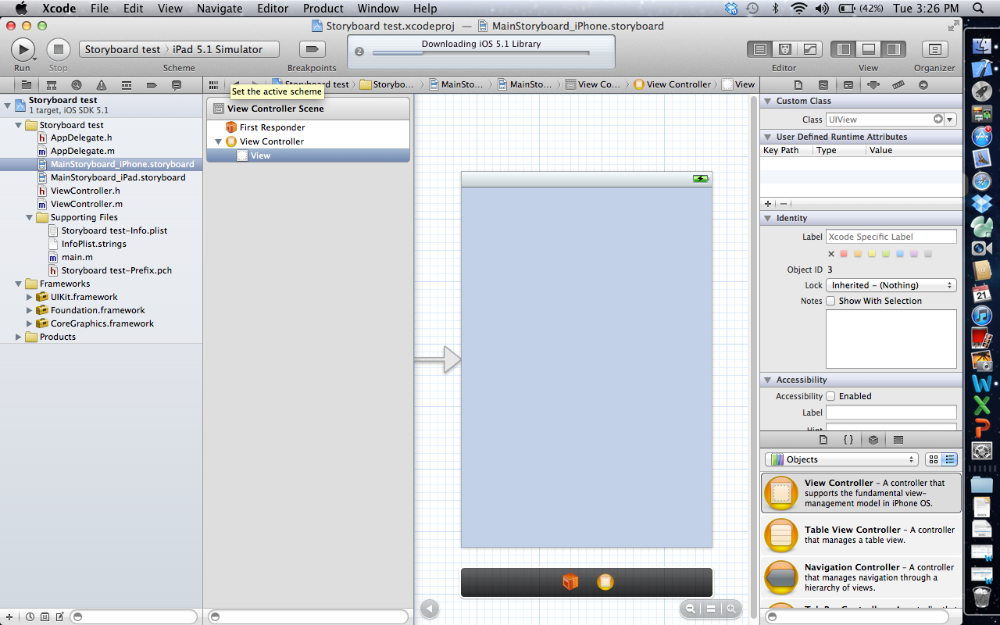 Xcode File Edit View Navigate Editor Product Window Help (42%) Tue 3:26 PM
Storyboard test.xcodeproj — MainStoryboard_iPhone.storyboard
Storyboard test › iPad 5.1 Simulator
2 Downloading iOS 5.1 Library
Run Stop Scheme Breakpoints Editor View Organizer
Storyboard test Storybo... MainSto... MainSto... View Co... View Controller View
Set the active scheme
Storyboard test
1 target, iOS SDK 5.1
Storyboard test
AppDelegate.h
AppDelegate.m
MainStoryboard_iPhone.storyboard
MainStoryboard_iPad.storyboard
ViewController.h
ViewController.m
Supporting Files
Storyboard test-Info.plist
InfoPlist.strings
main.m
Storyboard test-Prefix.pch
Frameworks
UIKit.framework
Foundation.framework
CoreGraphics.framework
Products
View Controller Scene
First Responder
View Controller
View
Custom Class
Class UIView
User Defined Runtime Attributes
Key Path Type Value
Identity
Label Xcode Specific Label
Object ID 3
Lock Inherited – (Nothing)
Notes Show With Selection
Accessibility
Accessibility Enabled
Label
Hint
Objects
View Controller – A controller that
supports the fundamental view-
management model in iPhone OS.
Table View Controller – A controller
that manages a table view.
Navigation Controller – A controller
that manages navigation through a
hierarchy of views.
21